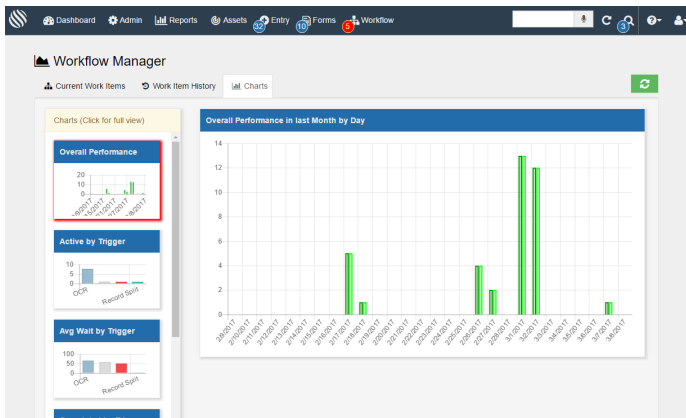 Dashboard Admin Reports Assets Entry Forms Workflow
32 10 5 3
Workflow Manager
Current Work Items Work Item History Charts
Charts (Click for full view)
Overall Performance
20
10
0
Active by Trigger
10
5
0
OCR Record Split
Avg Wait by Trigger
100
50
0
OCR Record Split
Overall Performance in last Month by Day
14
12
10
8
6
4
2
0
2/9/2017 2/10/2017 2/11/2017 2/12/2017 2/13/2017 2/14/2017 2/15/2017 2/16/2017 2/17/2017 2/18/2017 2/19/2017 2/20/2017 2/21/2017 2/22/2017 2/23/2017 2/24/2017 2/25/2017 2/26/2017 2/27/2017 2/28/2017 3/1/2017 3/2/2017 3/3/2017 3/4/2017 3/5/2017 3/6/2017 3/7/2017 3/8/2017